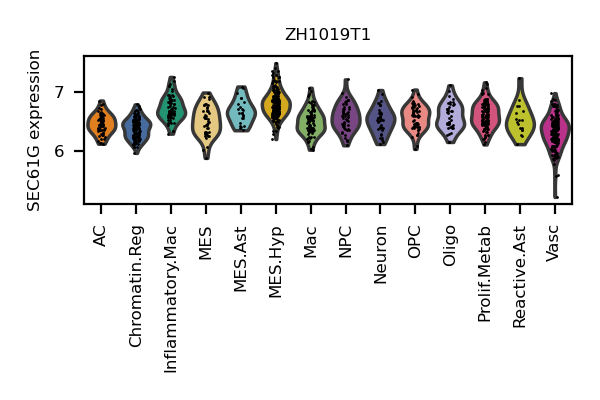 ZH1019T1
SEC61G expression
7
6
AC
Chromatin.Reg
Inflammatory.Mac
MES
MES.Ast
MES.Hyp
Mac
NPC
Neuron
OPC
Oligo
Prolif.Metab
Reactive.Ast
Vasc